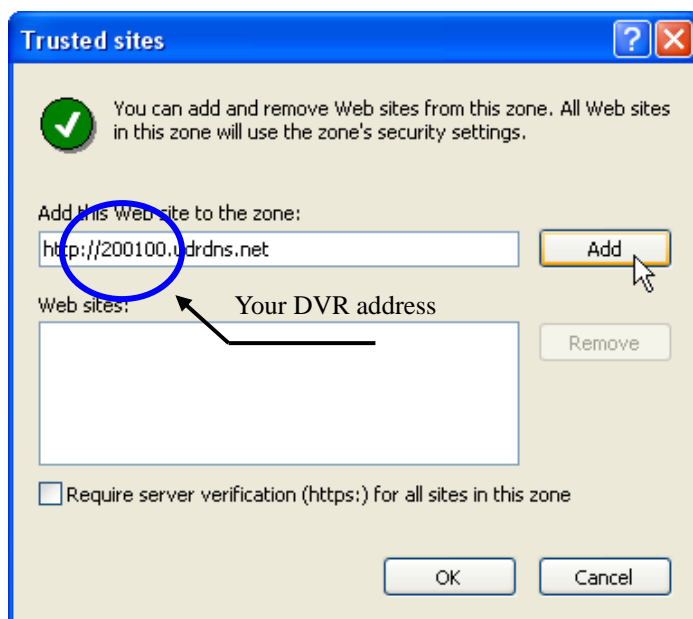 Trusted sites
You can add and remove Web sites from this zone. All Web sites
in this zone will use the zone's security settings.
Add this Web site to the zone:
http://200100.udrdns.net
Add
Your DVR address
Web sites:
Remove
Require server verification (https:) for all sites in this zone
OK
Cancel